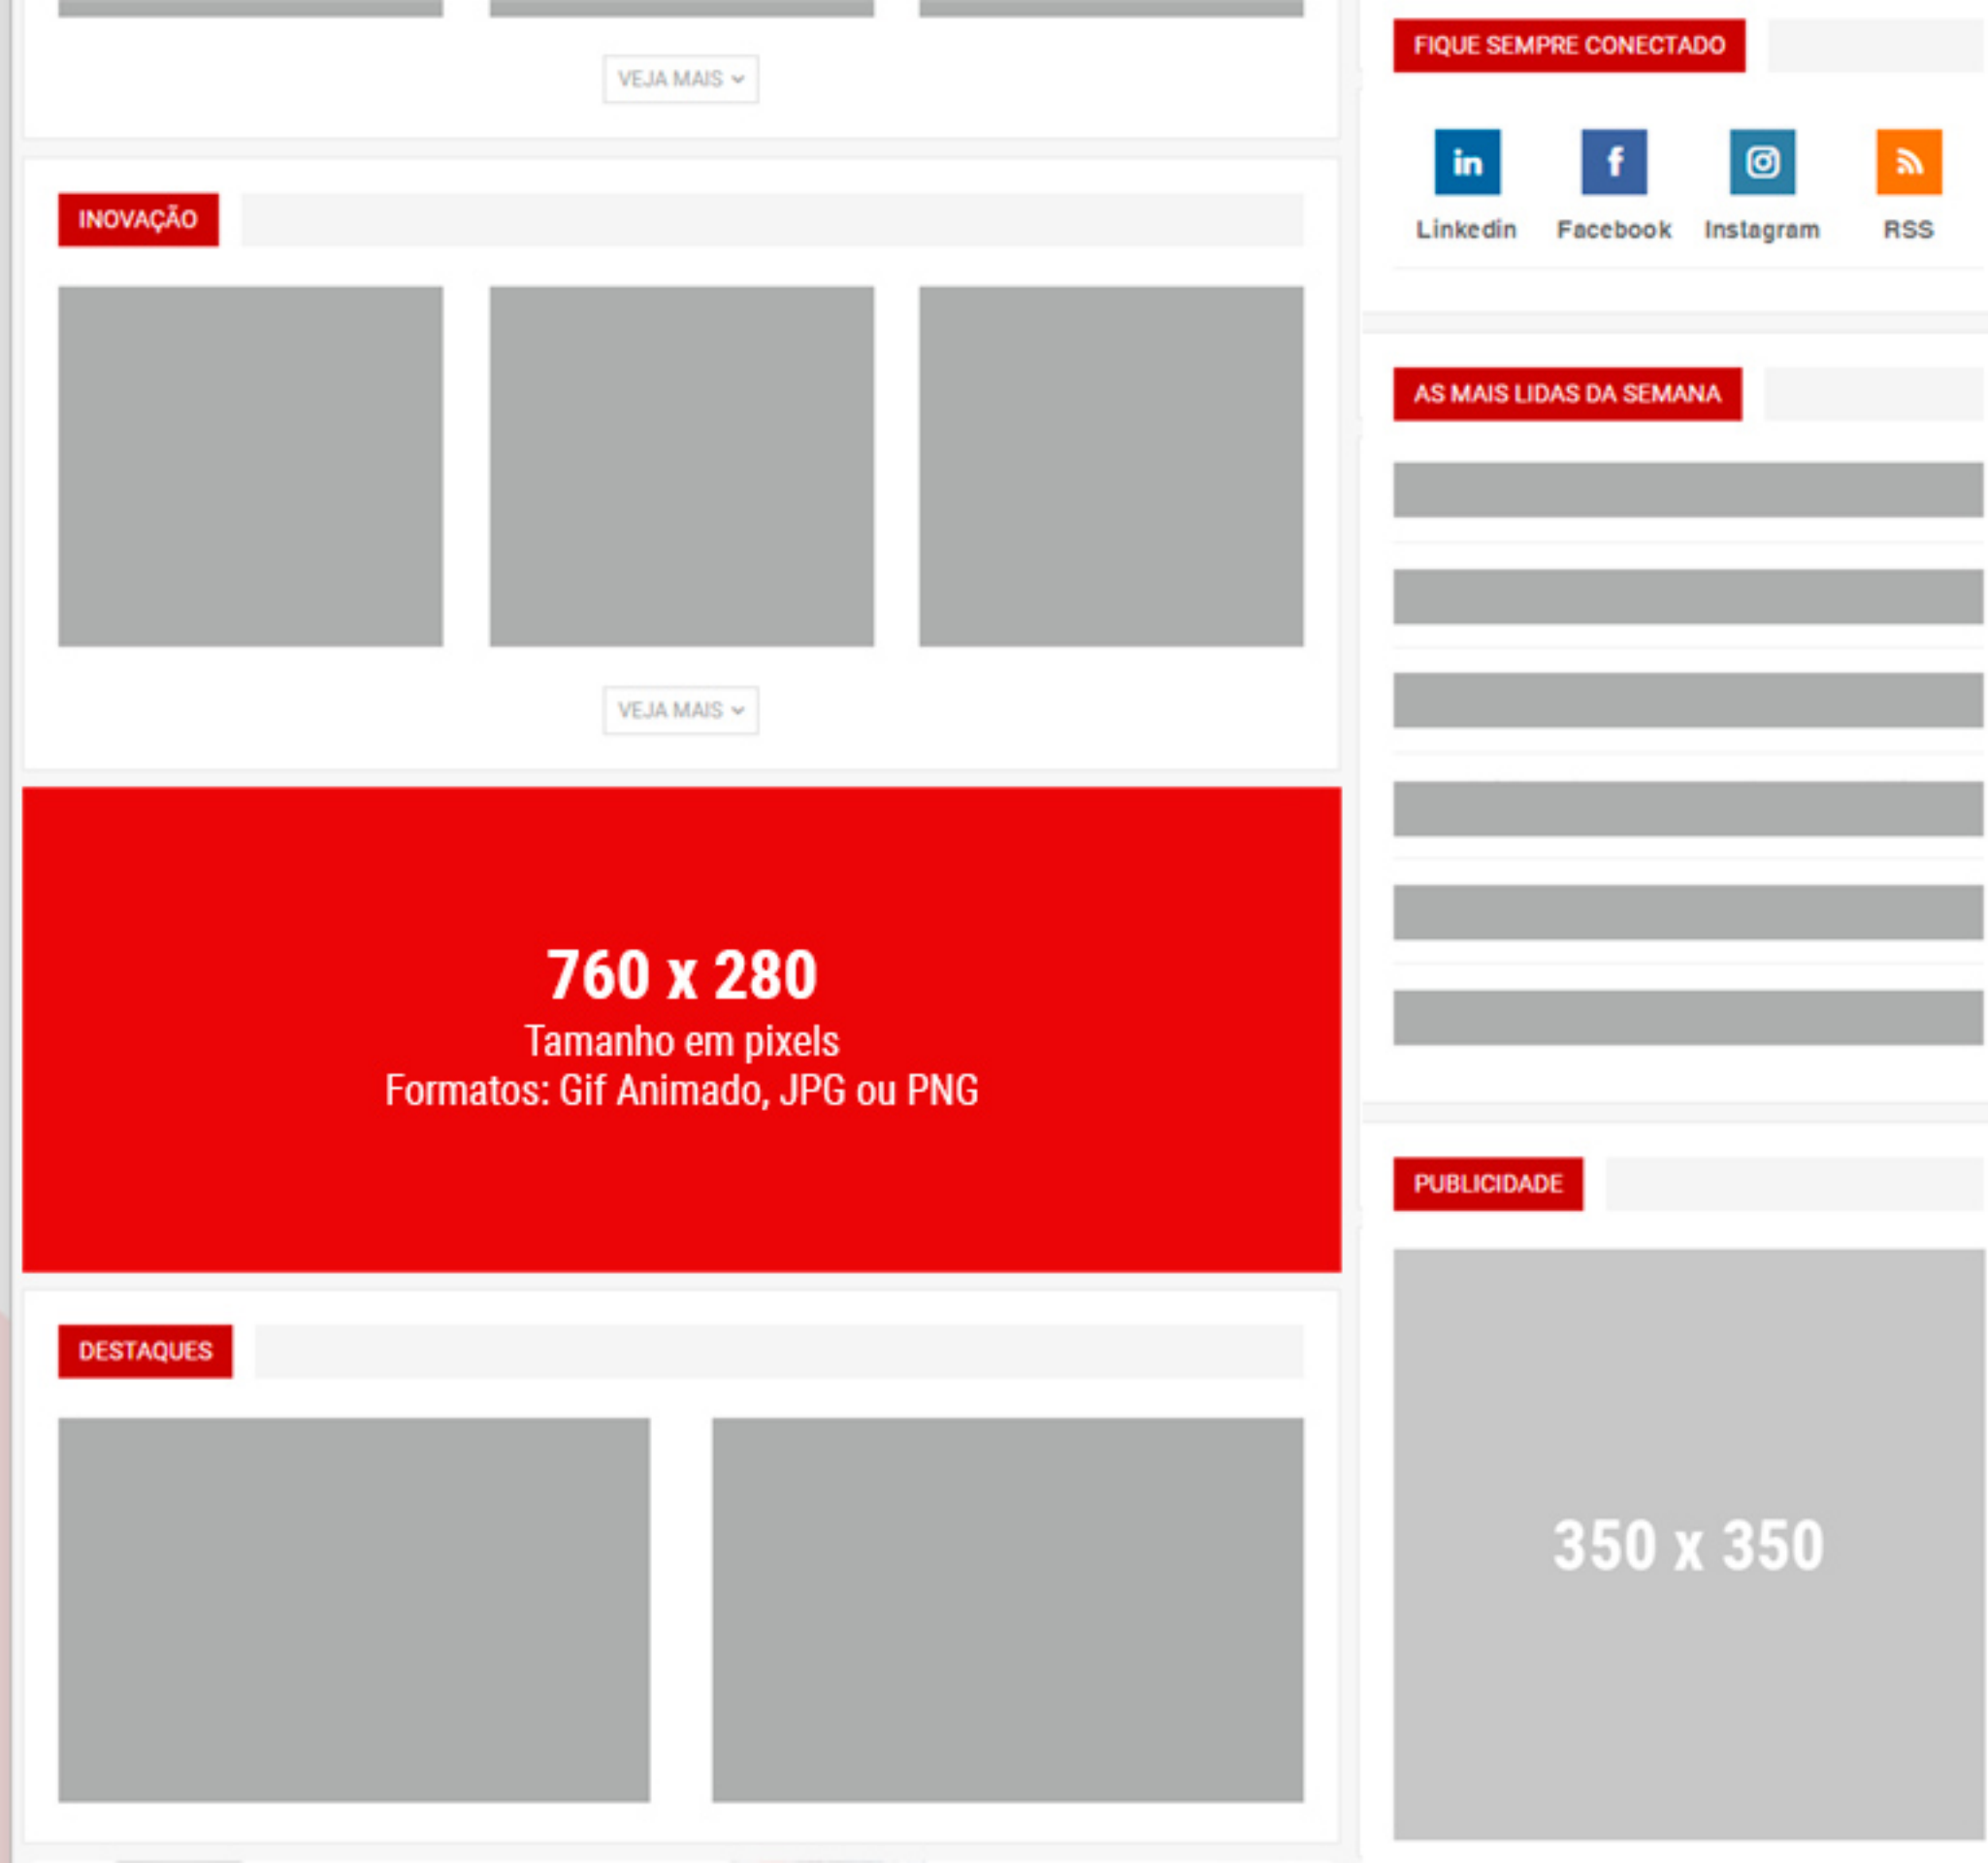 VEJA MAIS
INOVAÇÃO
VEJA MAIS
760 x 280
Tamanho em pixels
Formatos: Gif Animado, JPG ou PNG
DESTAQUES
FIQUE SEMPRE CONECTADO
Linkedin Facebook Instagram RSS
AS MAIS LIDAS DA SEMANA
PUBLICIDADE
350 x 350